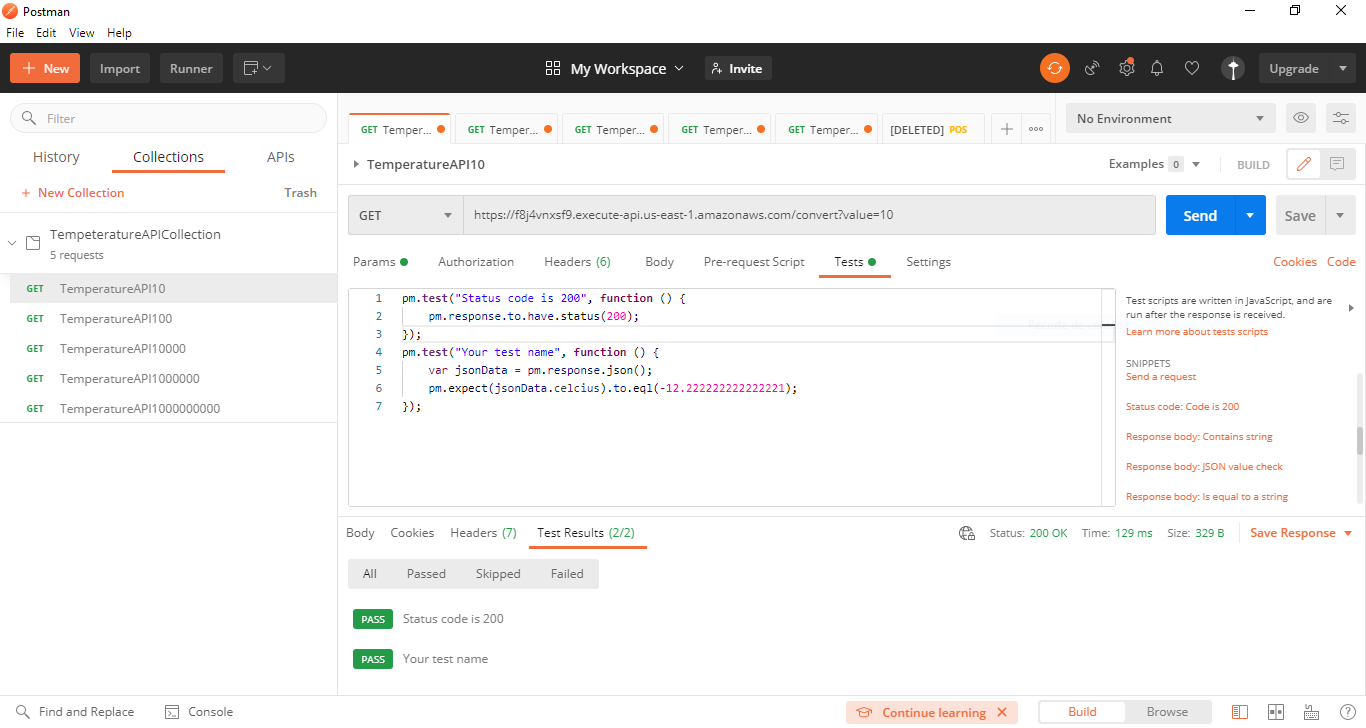 Postman
File Edit View Help
New Import Runner My Workspace Invite Upgrade
Filter
History Collections APIs
+ New Collection Trash
TempeteratureAPICollection
5 requests
GET TemperatureAPI10
GET TemperatureAPI100
GET TemperatureAPI10000
GET TemperatureAPI1000000
GET TemperatureAPI1000000000
GET Temper... GET Temper... GET Temper... GET Temper... GET Temper... [DELETED] POS No Environment
TemperatureAPI10 Examples 0 BUILD
GET https://f8j4vnxsf9.execute-api.us-east-1.amazonaws.com/convert?value=10 Send Save
Params Authorization Headers (6) Body Pre-request Script Tests Settings Cookies Code
1 pm.test("Status code is 200", function () {
2 pm.response.to.have.status(200);
3 });
4 pm.test("Your test name", function () {
5 var jsonData = pm.response.json();
6 pm.expect(jsonData.celcius).to.eql(-12.222222222222221);
7 });
Test scripts are written in JavaScript, and are
run after the response is received.
Learn more about tests scripts
SNIPPETS
Send a request
Status code: Code is 200
Response body: Contains string
Response body: JSON value check
Response body: Is equal to a string
Body Cookies Headers (7) Test Results (2/2) Status: 200 OK Time: 129 ms Size: 329 B Save Response
All Passed Skipped Failed
PASS Status code is 200
PASS Your test name
Find and Replace Console Continue learning Build Browse